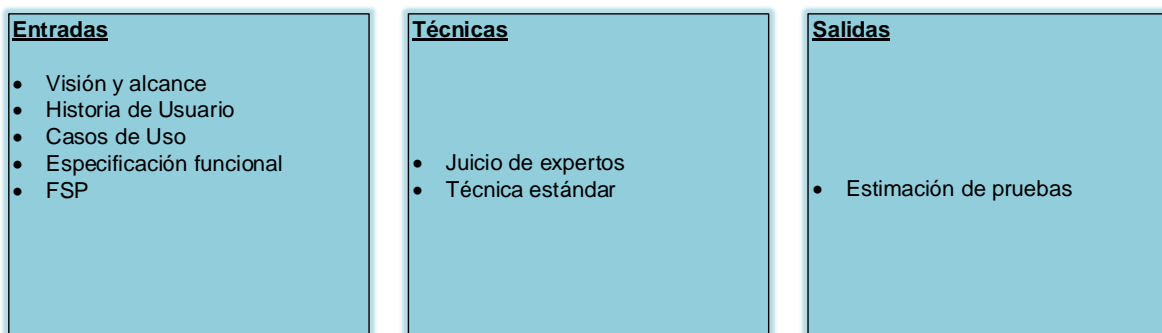 Entradas
• Visión y alcance
• Historia de Usuario
• Casos de Uso
• Especificación funcional
• FSP
Técnicas
• Juicio de expertos
• Técnica estándar
Salidas
• Estimación de pruebas